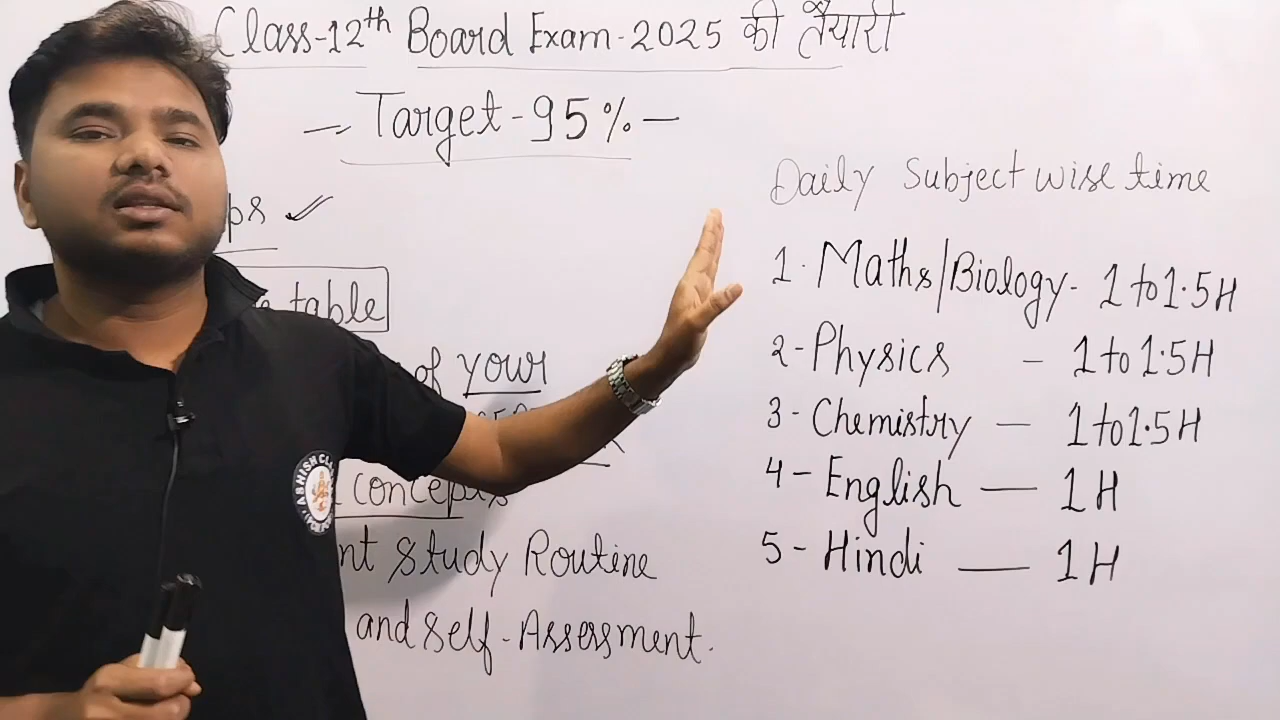 Class-12th Board Exam-2025 की तैयारी
Target-95%
table
of your
concepts
Study Routine
and Self-Assessment.
Daily Subject wise time
1. Maths/Biology- 1 to 1.5H
2-Physics - 1 to 1.5H
3-Chemistry — 1 to 1.5H
4-English — 1H
5-Hindi — 1H